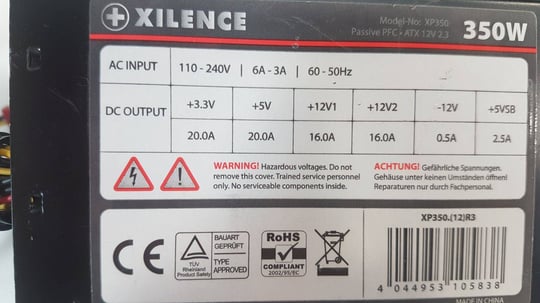 XILENCE
Model-No: XP350
Passive PFC • ATX 12V 2.3
350W
AC INPUT 110 - 240V | 6A - 3A | 60 - 50Hz
DC OUTPUT +3.3V +5V +12V1 +12V2 -12V +5VSB
20.0A 20.0A 16.0A 16.0A 0.5A 2.5A
WARNING! Hazardous voltages. Do not
remove this cover. Trained service personnel
only. No serviceable components inside.
ACHTUNG! Gefährliche Spannungen.
Gehäuse unter keinen Umständen öffnen!
Reparaturen nur durch Fachpersonal.
CE
TÜV
Rheinland
Product Safety
BAUART
GEPRÜFT
TYPE
APPROVED
RoHS
COMPLIANT
2002/95/EC
XP350.(12)R3
4 044953 105838
MADE IN CHINA